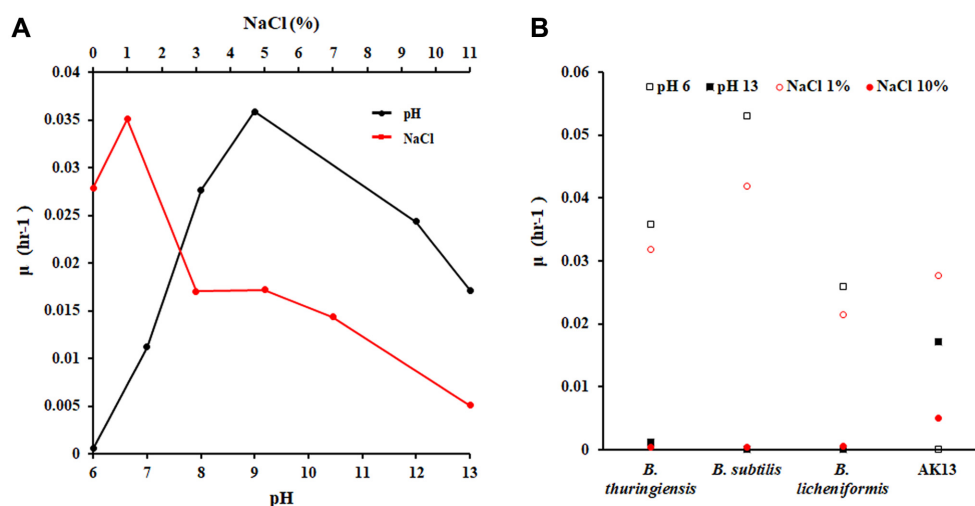 A
NaCl (%)
0 1 3 8 4 5 6 7 9 10 11
0.04
0.035
0.03
0.025
0.02
0.015
0.01
0.005
0
μ (hr-1 )
pH
NaCl
6 7 8 9 10 11 12 13
pH
B
0.06
0.05
0.04
0.03
0.02
0.01
0
μ (hr-1 )
pH 6 pH 13 NaCl 1% NaCl 10%
B. thuringiensis
B. subtilis
B. licheniformis
AK13